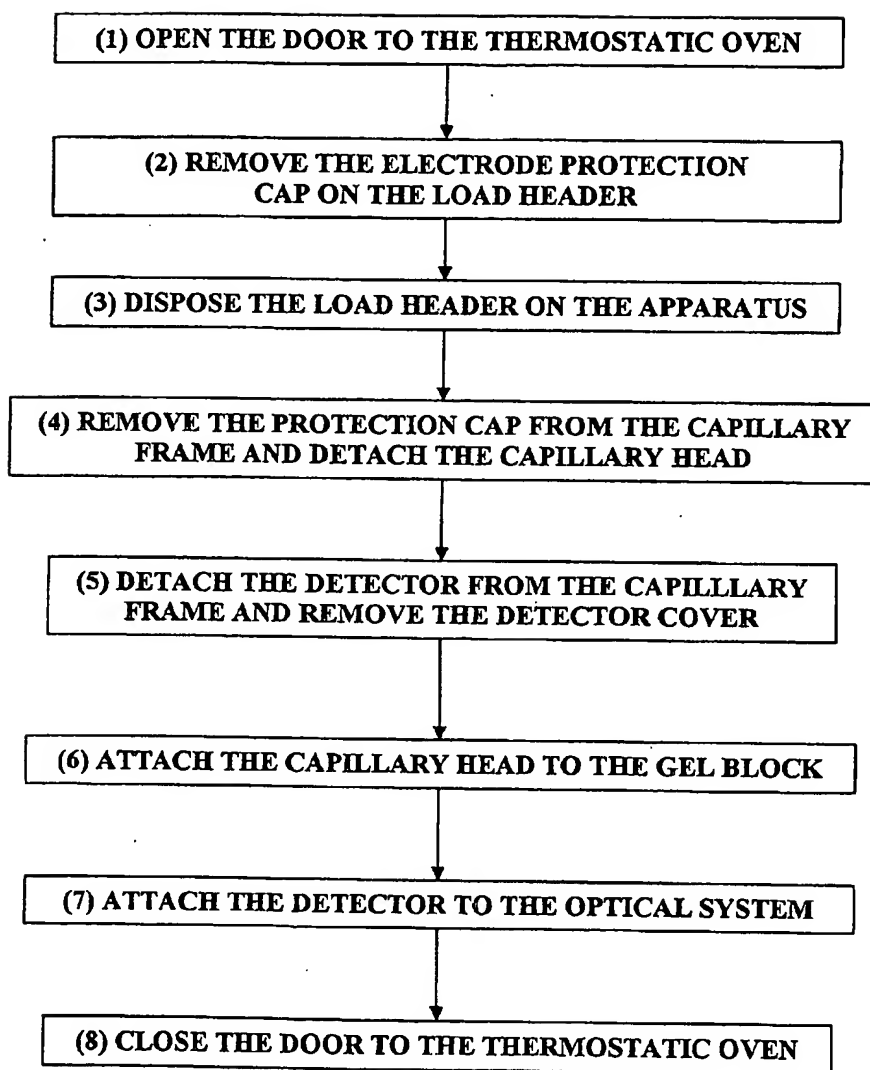 (1) OPEN THE DOOR TO THE THERMOSTATIC OVEN
(2) REMOVE THE ELECTRODE PROTECTION
CAP ON THE LOAD HEADER
(3) DISPOSE THE LOAD HEADER ON THE APPARATUS
(4) REMOVE THE PROTECTION CAP FROM THE CAPILLARY
FRAME AND DETACH THE CAPILLARY HEAD
(5) DETACH THE DETECTOR FROM THE CAPILLLARY
FRAME AND REMOVE THE DETECTOR COVER
(6) ATTACH THE CAPILLARY HEAD TO THE GEL BLOCK
(7) ATTACH THE DETECTOR TO THE OPTICAL SYSTEM
(8) CLOSE THE DOOR TO THE THERMOSTATIC OVEN